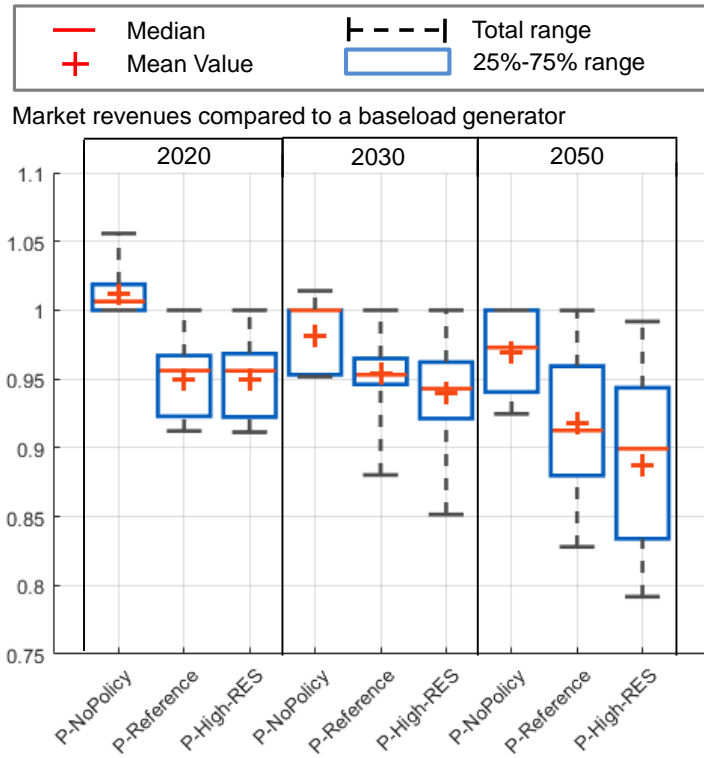 Median
Total range
Mean Value
25%-75% range
Market revenues compared to a baseload generator
2020
2030
2050
1.1
1.05
1
0.95
0.9
0.85
0.8
0.75
P-NoPolicy
P-Reference
P-High-RES
P-NoPolicy
P-Reference
P-High-RES
P-NoPolicy
P-Reference
P-High-RES